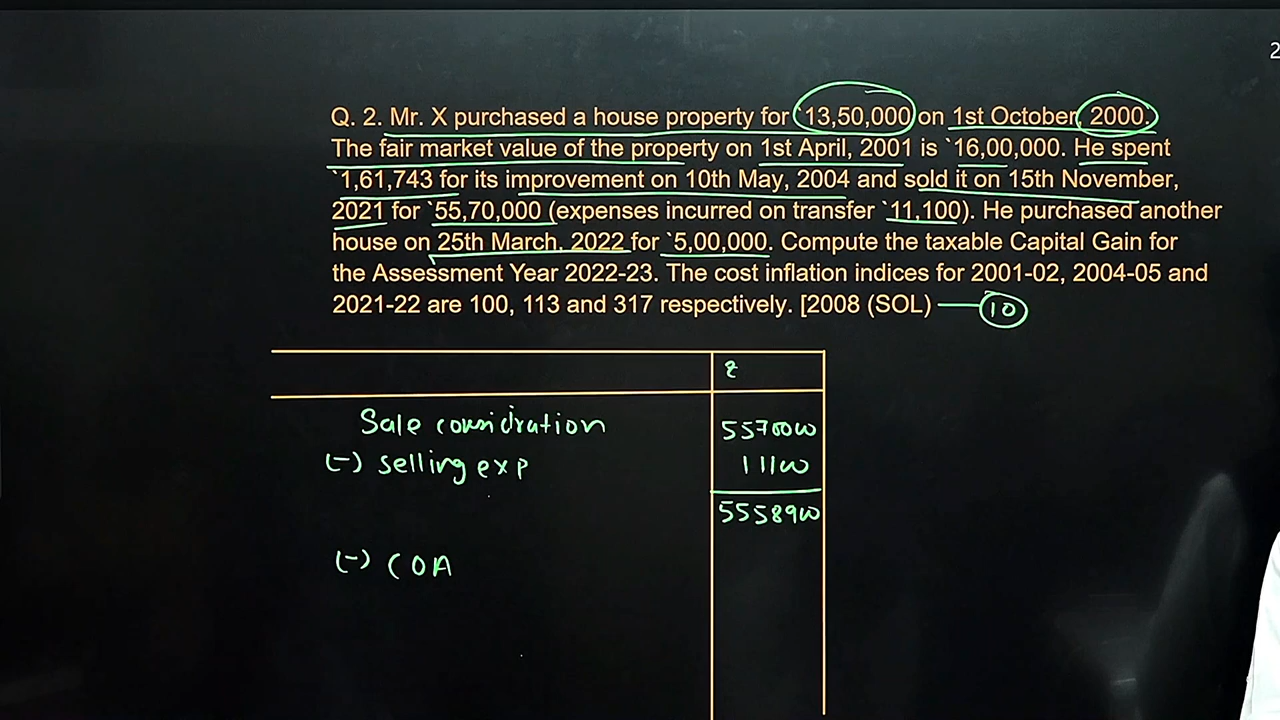 2
Q. 2. Mr. X purchased a house property for `13,50,000 on 1st October, 2000.
The fair market value of the property on 1st April, 2001 is `16,00,000. He spent
`1,61,743 for its improvement on 10th May, 2004 and sold it on 15th November,
2021 for `55,70,000 (expenses incurred on transfer `11,100). He purchased another
house on 25th March, 2022 for `5,00,000. Compute the taxable Capital Gain for
the Assessment Year 2022-23. The cost inflation indices for 2001-02, 2004-05 and
2021-22 are 100, 113 and 317 respectively. [2008 (SOL) — 10
₹
Sale considration 5570000
(-) Selling exp 11100
5558900
(-) COA